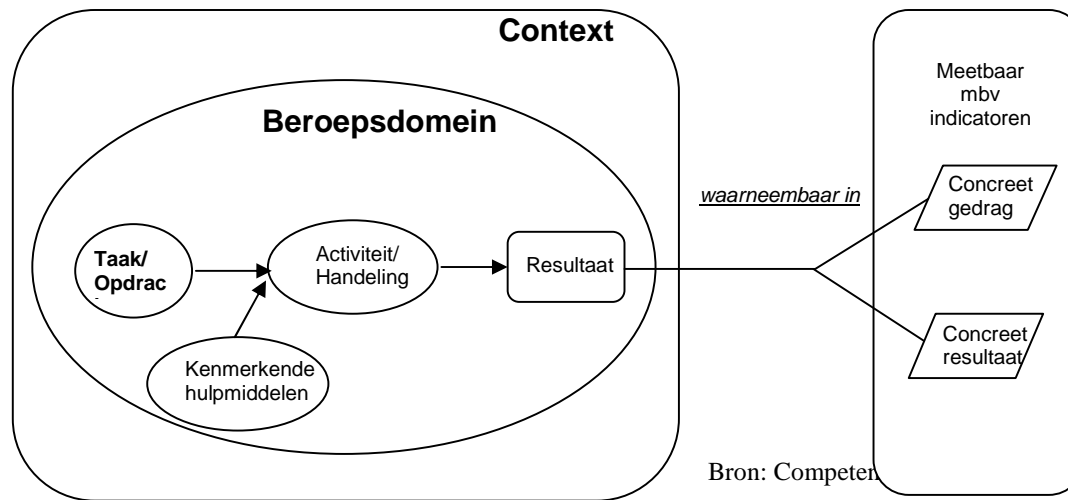 Context
Beroepsdomein
Taak/
Opdrac
Activiteit/
Handeling
Resultaat
Kenmerkende
hulpmiddelen
waarneembaar in
Meetbaar
mbv
indicatoren
Concreet
gedrag
Concreet
resultaat
Bron: Competen